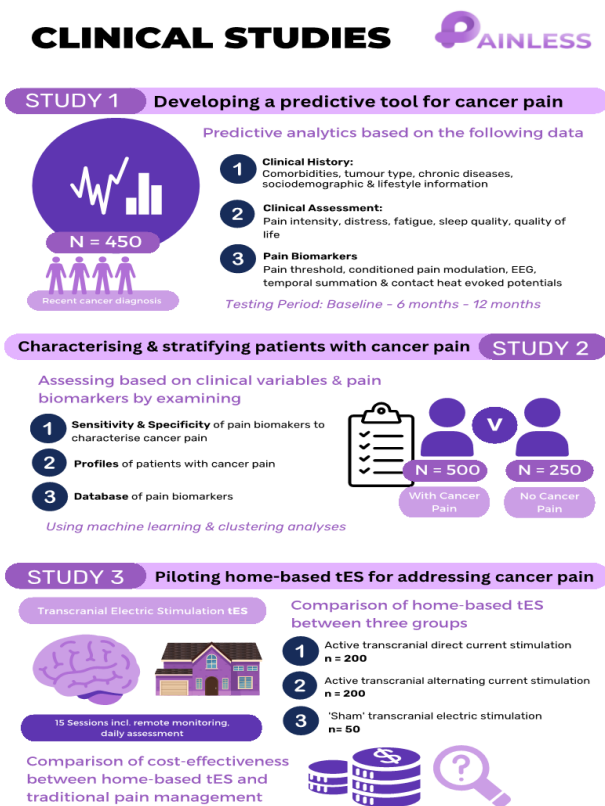 CLINICAL STUDIES
PAINLESS
STUDY 1
Developing a predictive tool for cancer pain
Predictive analytics based on the following data
N = 450
Recent cancer diagnosis
1
Clinical History:
Comorbidities, tumour type, chronic diseases,
sociodemographic & lifestyle information
2
Clinical Assessment:
Pain intensity, distress, fatigue, sleep quality, quality of
life
3
Pain Biomarkers
Pain threshold, conditioned pain modulation, EEG,
temporal summation & contact heat evoked potentials
Testing Period: Baseline - 6 months - 12 months
Characterising & stratifying patients with cancer pain
STUDY 2
Assessing based on clinical variables & pain
biomarkers by examining
1
Sensitivity & Specificity of pain biomakers to
characterise cancer pain
2
Profiles of patients with cancer pain
3
Database of pain biomarkers
Using machine learning & clustering analyses
V
N = 500
With Cancer
Pain
N = 250
No Cancer
Pain
STUDY 3
Piloting home-based tES for addressing cancer pain
Transcranial Electric Stimulation tES
15 Sessions incl. remote monitoring,
daily assessment
Comparison of home-based tES
between three groups
1
Active transcranial direct current stimulation
n = 200
2
Active transcranial alternating current stimulation
n = 200
3
'Sham' transcranial electric stimulation
n= 50
Comparison of cost-effectiveness
between home-based tES and
traditional pain management
$
?